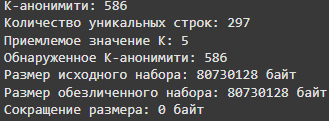 К-анонимити: 586
Количество уникальных строк: 297
Приемлемое значение К: 5
Обнаруженное К-анонимити: 586
Размер исходного набора: 80730128 байт
Размер обезличенного набора: 80730128 байт
Сокращение размера: 0 байт